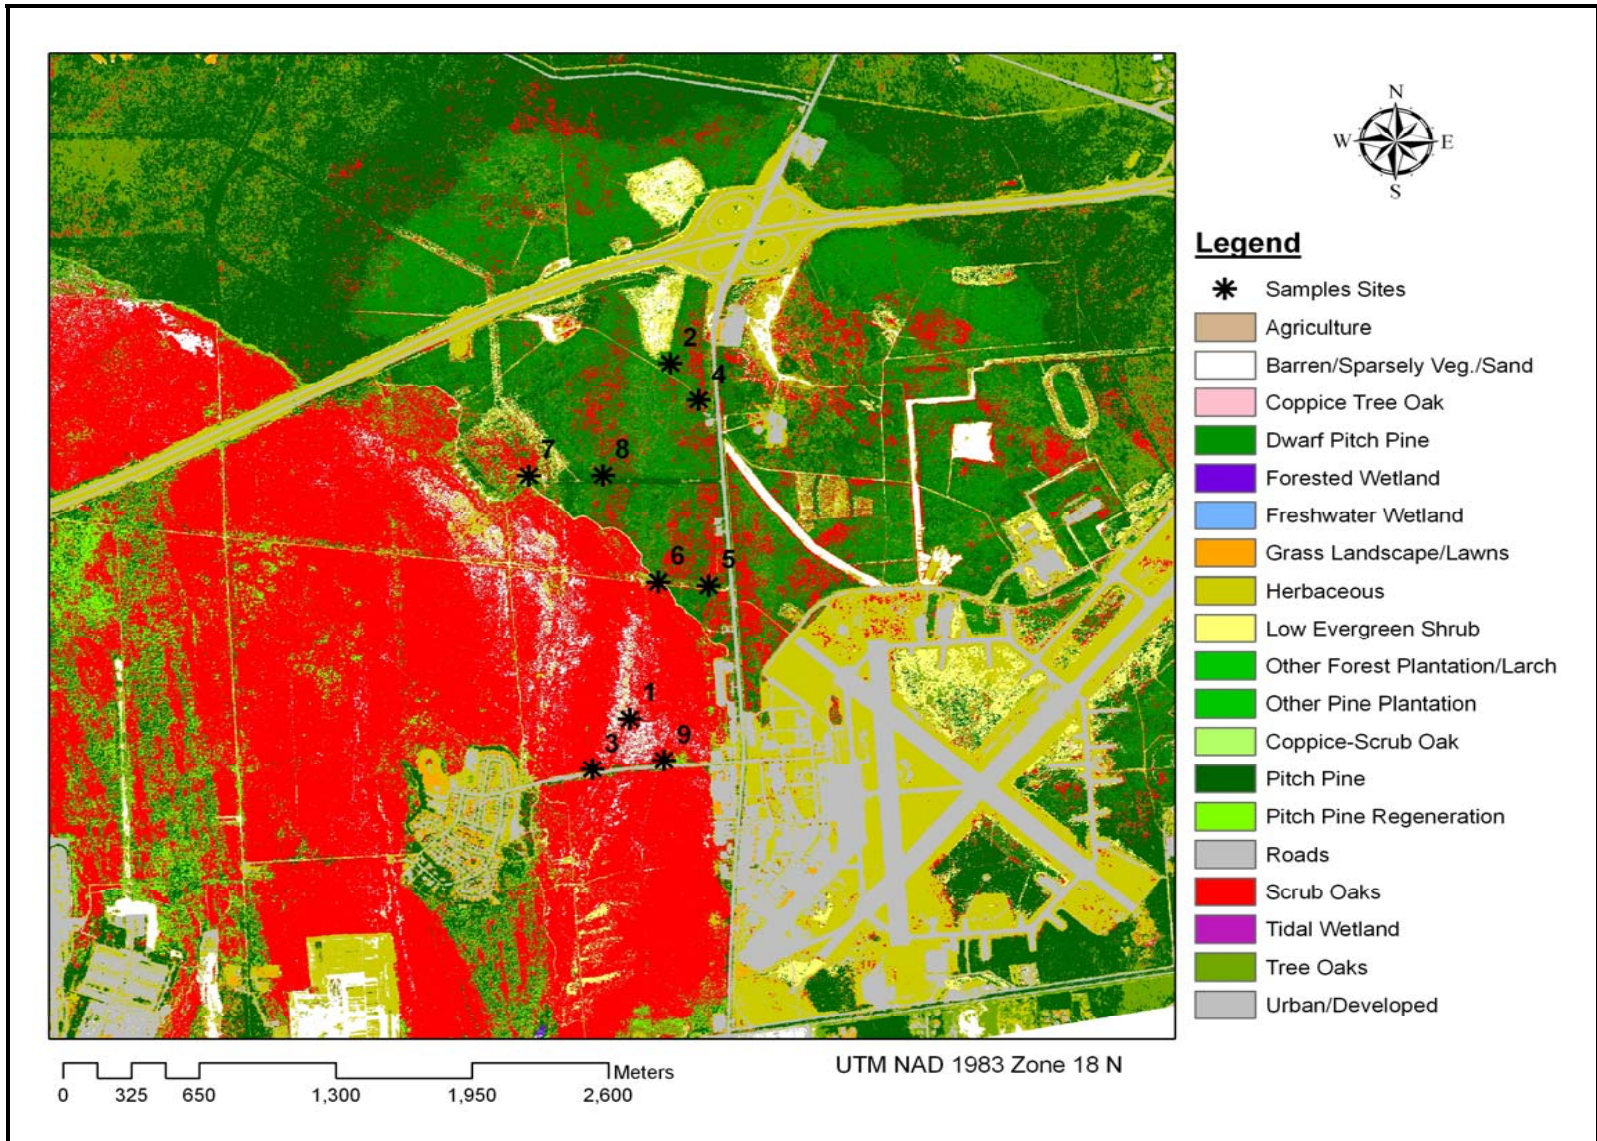 N
W E
S
Legend
Samples Sites
Agriculture
Barren/Sparsely Veg./Sand
Coppice Tree Oak
Dwarf Pitch Pine
Forested Wetland
Freshwater Wetland
Grass Landscape/Lawns
Herbaceous
Low Evergreen Shrub
Other Forest Plantation/Larch
Other Pine Plantation
Coppice-Scrub Oak
Pitch Pine
Pitch Pine Regeneration
Roads
Scrub Oaks
Tidal Wetland
Tree Oaks
Urban/Developed
2
4
7
8
6
5
1
3
9
Meters
0 325 650 1,300 1,950 2,600
UTM NAD 1983 Zone 18 N